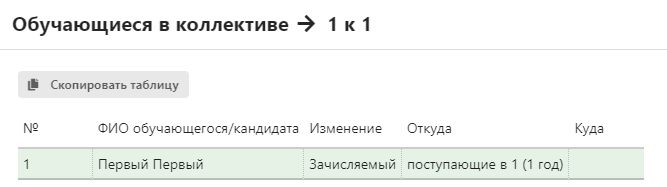 Обучающиеся в коллективе → 1 к 1
Скопировать таблицу
№ ФИО обучающегося/кандидата Изменение Откуда Куда
1 Первый Первый Зачисляемый поступающие в 1 (1 год)